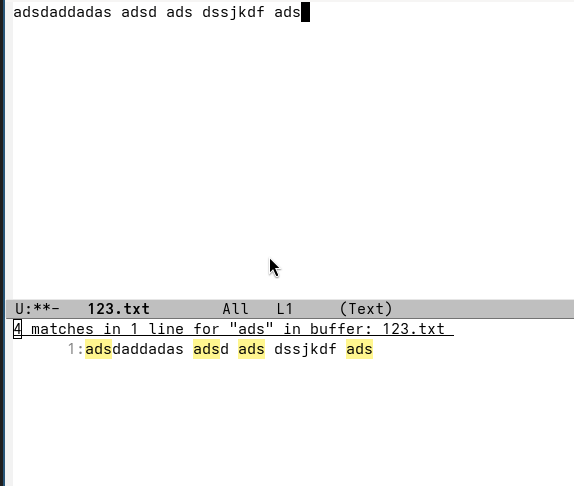 adsdaddadas adsd ads dssjkdf ads
U:**-   123.txt        All   L1     (Text)
4 matches in 1 line for "ads" in buffer: 123.txt
1:adsdaddadas adsd ads dssjkdf ads